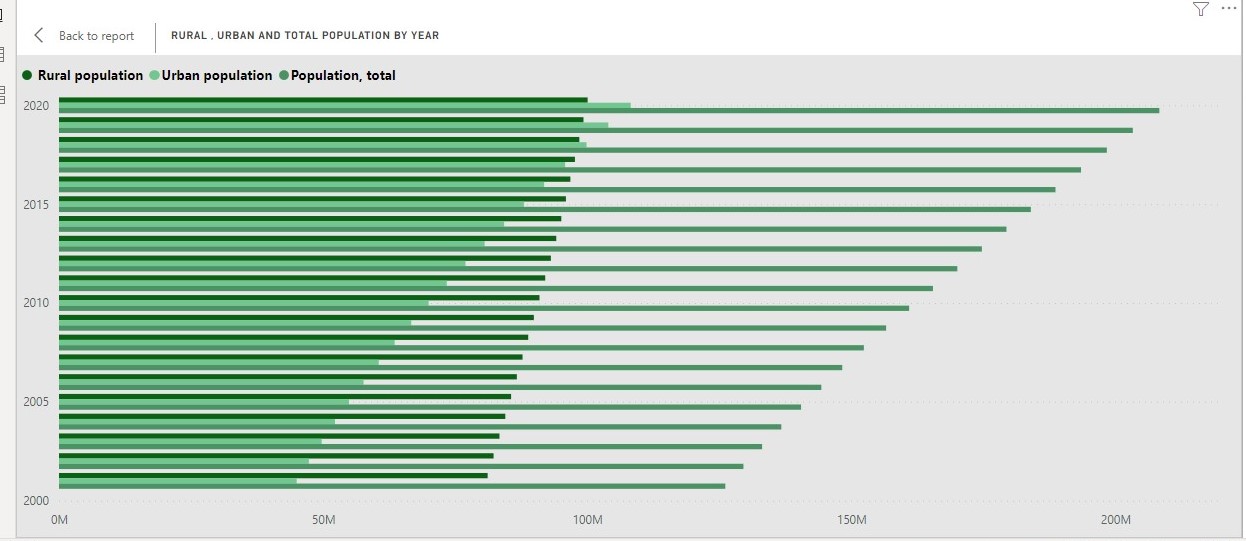 Back to report
RURAL , URBAN AND TOTAL POPULATION BY YEAR
Rural population Urban population Population, total
2020
2015
2010
2005
2000
0M 50M 100M 150M 200M